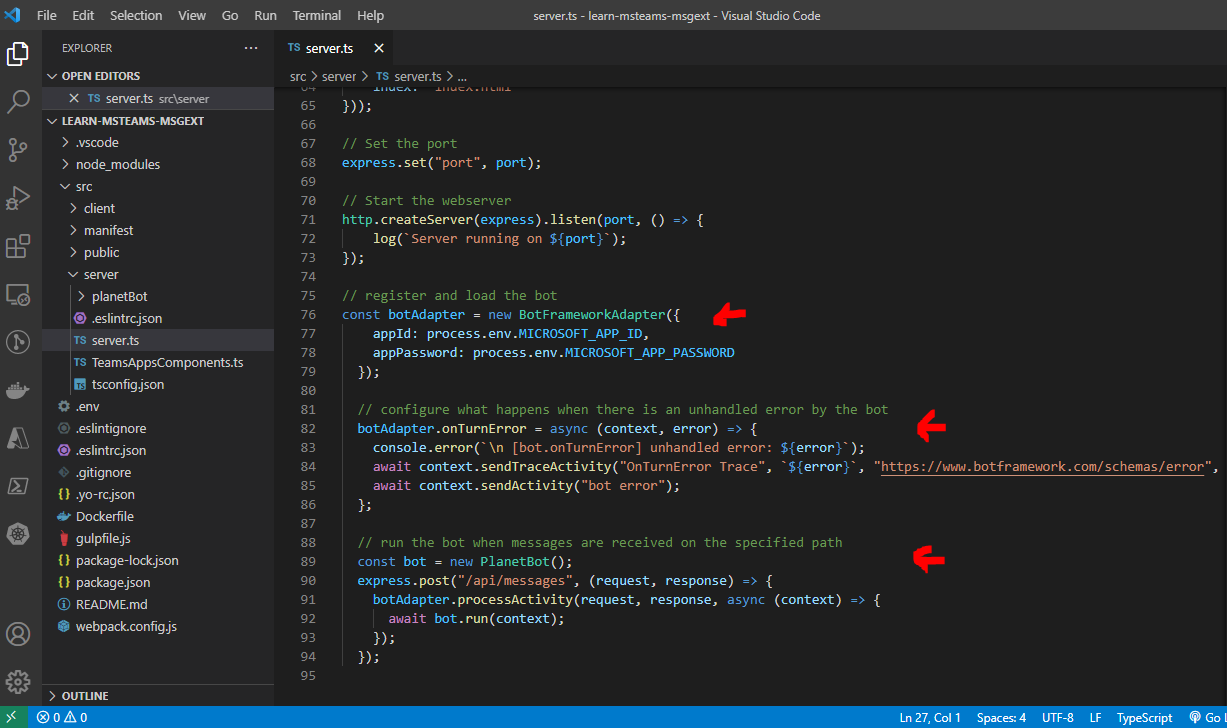 File Edit Selection View Go Run Terminal Help server.ts - learn-msteams-msgext - Visual Studio Code
EXPLORER ...
OPEN EDITORS
TS server.ts src\server
LEARN-MSTEAMS-MSGEXT
.vscode
node_modules
src
client
manifest
public
server
planetBot
.eslintrc.json
TS server.ts
TS TeamsAppsComponents.ts
TS tsconfig.json
.env
.eslintignore
.eslintrc.json
.gitignore
{} .yo-rc.json
Dockerfile
gulpfile.js
{} package-lock.json
{} package.json
README.md
webpack.config.js
OUTLINE
TS server.ts
src > server > TS server.ts > ...
64 index: "index.html"
65 }));
66
67 // Set the port
68 express.set("port", port);
69
70 // Start the webserver
71 http.createServer(express).listen(port, () => {
72 log(`Server running on ${port}`);
73 });
74
75 // register and load the bot
76 const botAdapter = new BotFrameworkAdapter({
77 appId: process.env.MICROSOFT_APP_ID,
78 appPassword: process.env.MICROSOFT_APP_PASSWORD
79 });
80
81 // configure what happens when there is an unhandled error by the bot
82 botAdapter.onTurnError = async (context, error) => {
83 console.error(`\n [bot.onTurnError] unhandled error: ${error}`);
84 await context.sendTraceActivity("OnTurnError Trace", `${error}`, "https://www.botframework.com/schemas/error",
85 await context.sendActivity("bot error");
86 };
87
88 // run the bot when messages are received on the specified path
89 const bot = new PlanetBot();
90 express.post("/api/messages", (request, response) => {
91 botAdapter.processActivity(request, response, async (context) => {
92 await bot.run(context);
93 });
94 });
95
0 0 Ln 27, Col 1 Spaces: 4 UTF-8 LF TypeScript Go